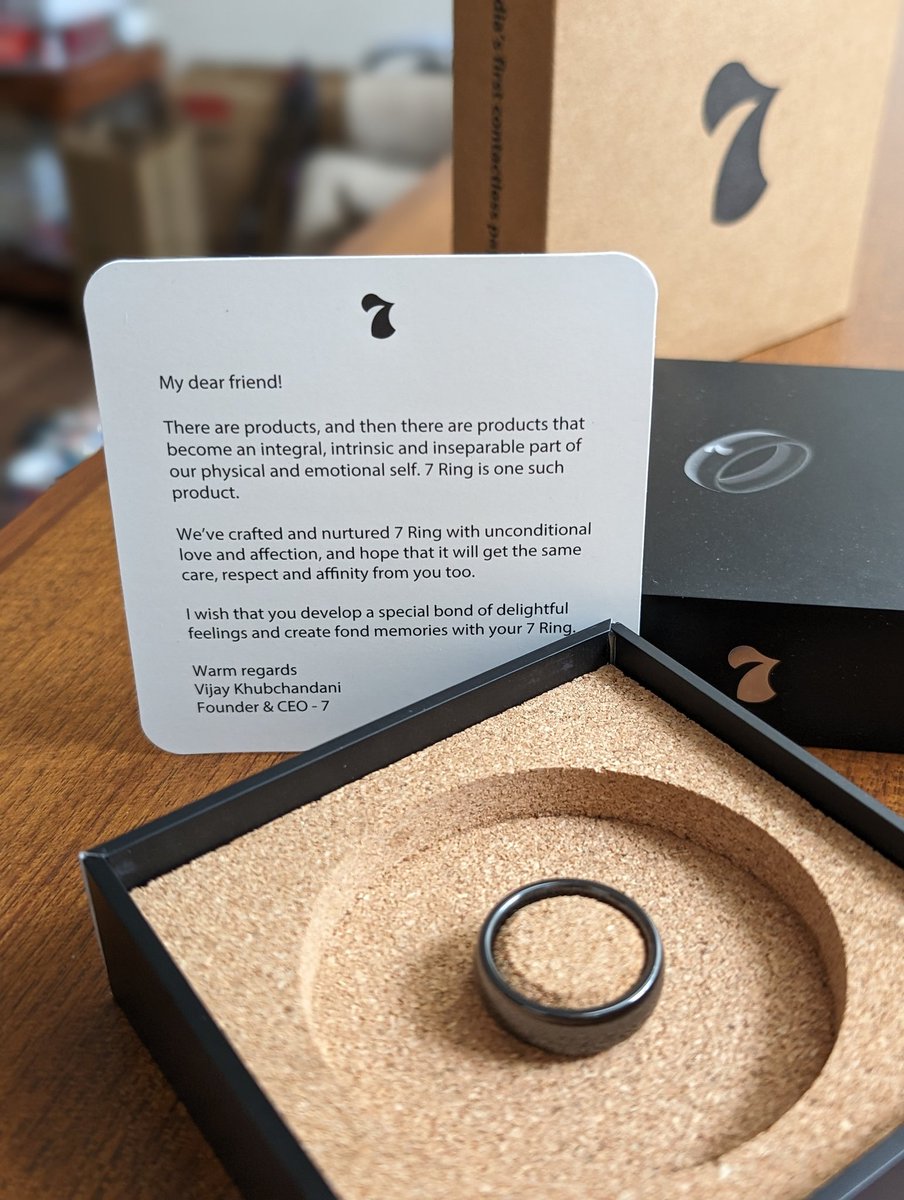 dia's first contactless pa
7
7
My dear friend!
There are products, and then there are products that
become an integral, intrinsic and inseparable part of
our physical and emotional self. 7 Ring is one such
product.
We've crafted and nurtured 7 Ring with unconditional
love and affection, and hope that it will get the same
care, respect and affinity from you too.
I wish that you develop a special bond of delightful
feelings and create fond memories with your 7 Ring.
Warm regards
Vijay Khubchandani
Founder & CEO - 7
7